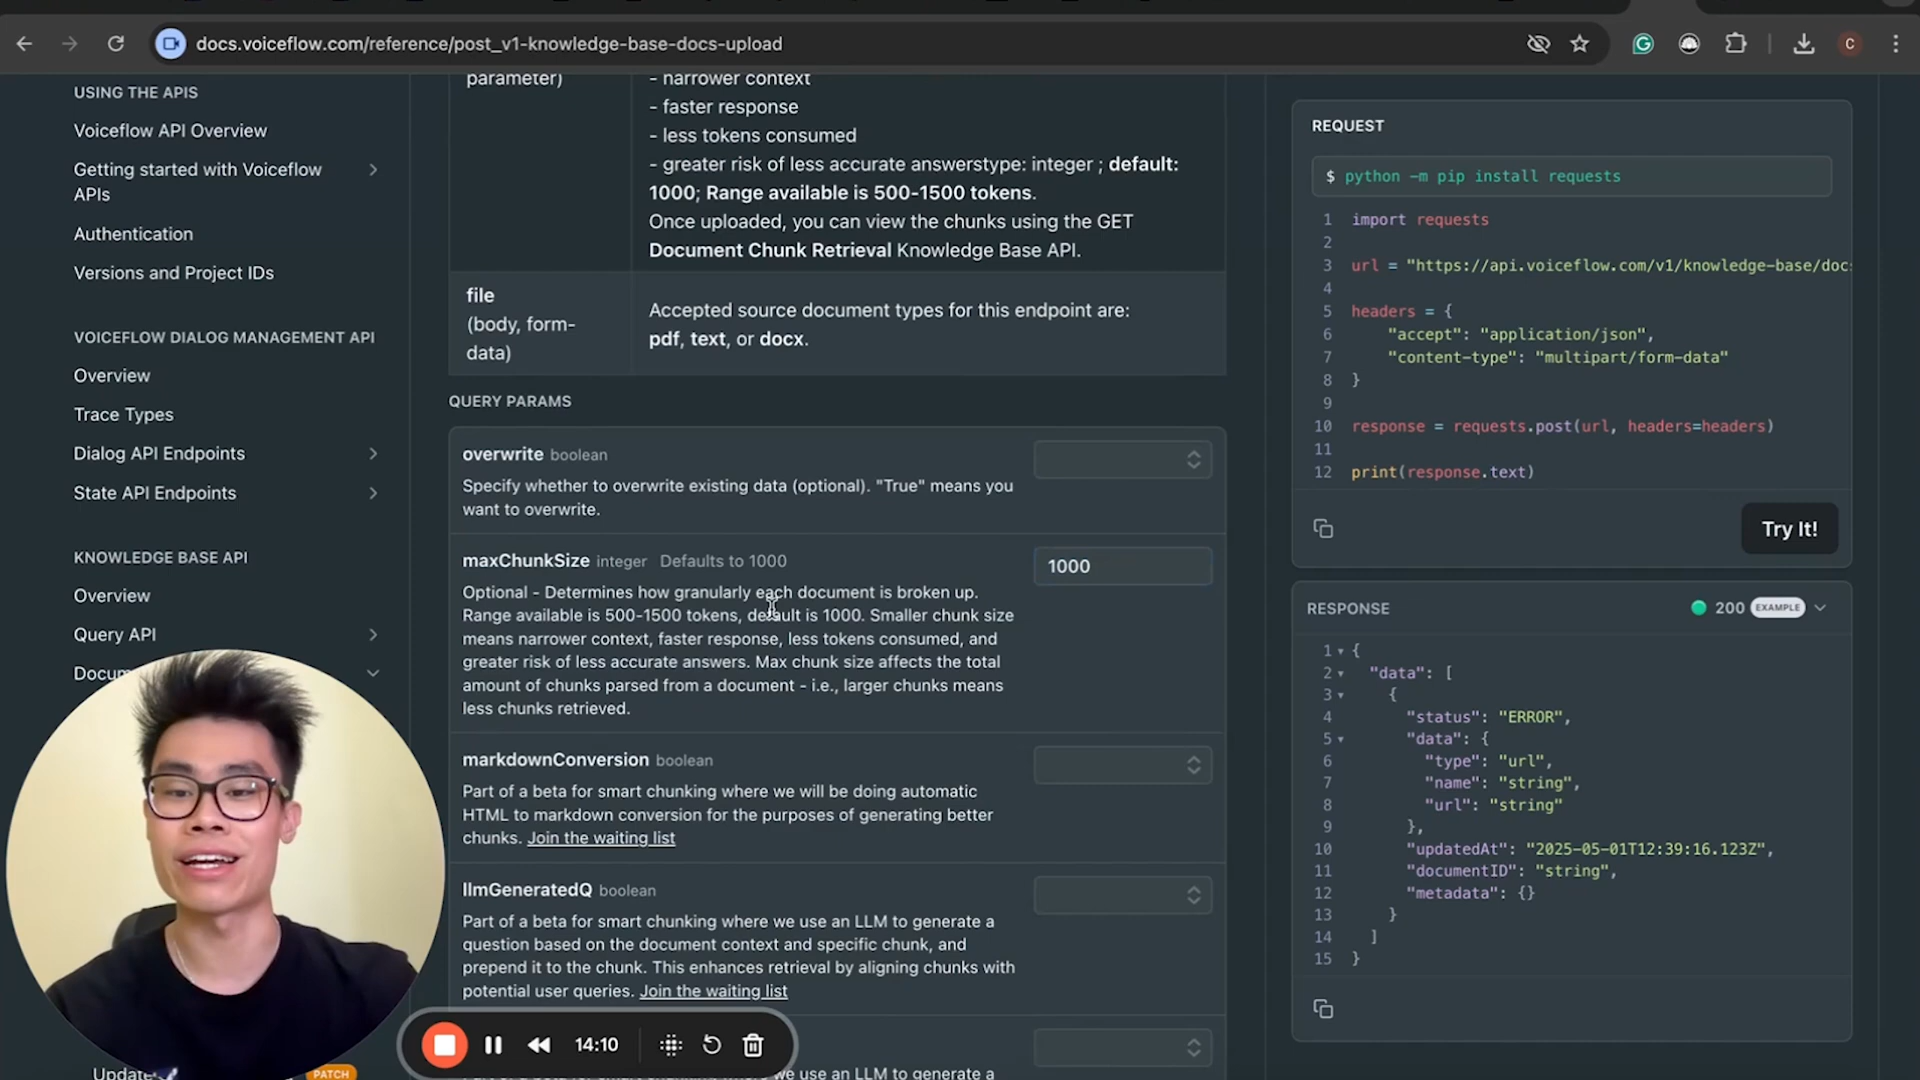 docs.voiceflow.com/reference/post_v1-knowledge-base-docs-upload
C
USING THE APIS
Voiceflow API Overview
Getting started with Voiceflow
APIs
Authentication
Versions and Project IDs
VOICEFLOW DIALOG MANAGEMENT API
Overview
Trace Types
Dialog API Endpoints
State API Endpoints
KNOWLEDGE BASE API
Overview
Query API
Docum
Update
PATCH
parameter)
- narrower context
- faster response
- less tokens consumed
- greater risk of less accurate answerstype: integer ; default:
1000; Range available is 500-1500 tokens.
Once uploaded, you can view the chunks using the GET
Document Chunk Retrieval Knowledge Base API.
file
(body, form-
data)
Accepted source document types for this endpoint are:
pdf, text, or docx.
QUERY PARAMS
overwrite boolean
Specify whether to overwrite existing data (optional). "True" means you
want to overwrite.
maxChunkSize integer Defaults to 1000
1000
Optional - Determines how granularly each document is broken up.
Range available is 500-1500 tokens, default is 1000. Smaller chunk size
means narrower context, faster response, less tokens consumed, and
greater risk of less accurate answers. Max chunk size affects the total
amount of chunks parsed from a document - i.e., larger chunks means
less chunks retrieved.
markdownConversion boolean
Part of a beta for smart chunking where we will be doing automatic
HTML to markdown conversion for the purposes of generating better
chunks. Join the waiting list
llmGeneratedQ boolean
Part of a beta for smart chunking where we use an LLM to generate a
question based on the document context and specific chunk, and
prepend it to the chunk. This enhances retrieval by aligning chunks with
potential user queries. Join the waiting list
14:10
we use an LLM to generate a
REQUEST
$ python -m pip install requests
1 import requests
2
3 url = "https://api.voiceflow.com/v1/knowledge-base/doc
4
5 headers = {
6 "accept": "application/json",
7 "content-type": "multipart/form-data"
8 }
9
10 response = requests.post(url, headers=headers)
11
12 print(response.text)
Try It!
RESPONSE
200 EXAMPLE
1 {
2 "data": [
3 {
4 "status": "ERROR",
5 "data": {
6 "type": "url",
7 "name": "string",
8 "url": "string"
9 },
10 "updatedAt": "2025-05-01T12:39:16.123Z",
11 "documentID": "string",
12 "metadata": {}
13 }
14 ]
15 }